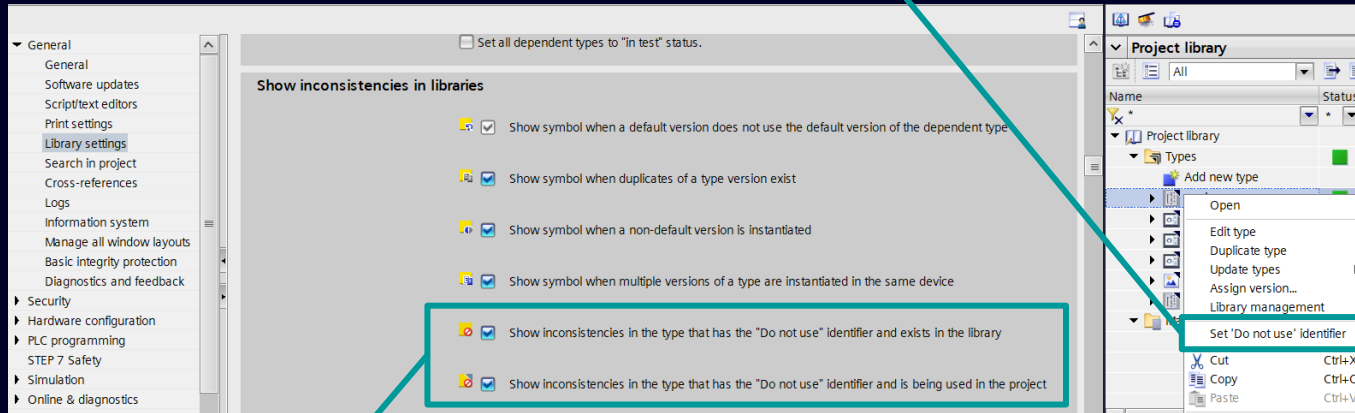 Set all dependent types to "in test" status.
General
General
Software updates
Script/text editors
Print settings
Library settings
Search in project
Cross-references
Logs
Information system
Manage all window layouts
Basic integrity protection
Diagnostics and feedback
Security
Hardware configuration
PLC programming
STEP 7 Safety
Simulation
Online & diagnostics
Show inconsistencies in libraries
Show symbol when a default version does not use the default version of the dependent type
Show symbol when duplicates of a type version exist
Show symbol when a non-default version is instantiated
Show symbol when multiple versions of a type are instantiated in the same device
Show inconsistencies in the type that has the "Do not use" identifier and exists in the library
Show inconsistencies in the type that has the "Do not use" identifier and is being used in the project
Project library
All
Name Status
* *
Project library
Types
Add new type
Open
Edit type
Duplicate type
Update types
Assign version...
Library management
Set 'Do not use' identifier
Cut Ctrl+X
Copy Ctrl+C
Paste Ctrl+V